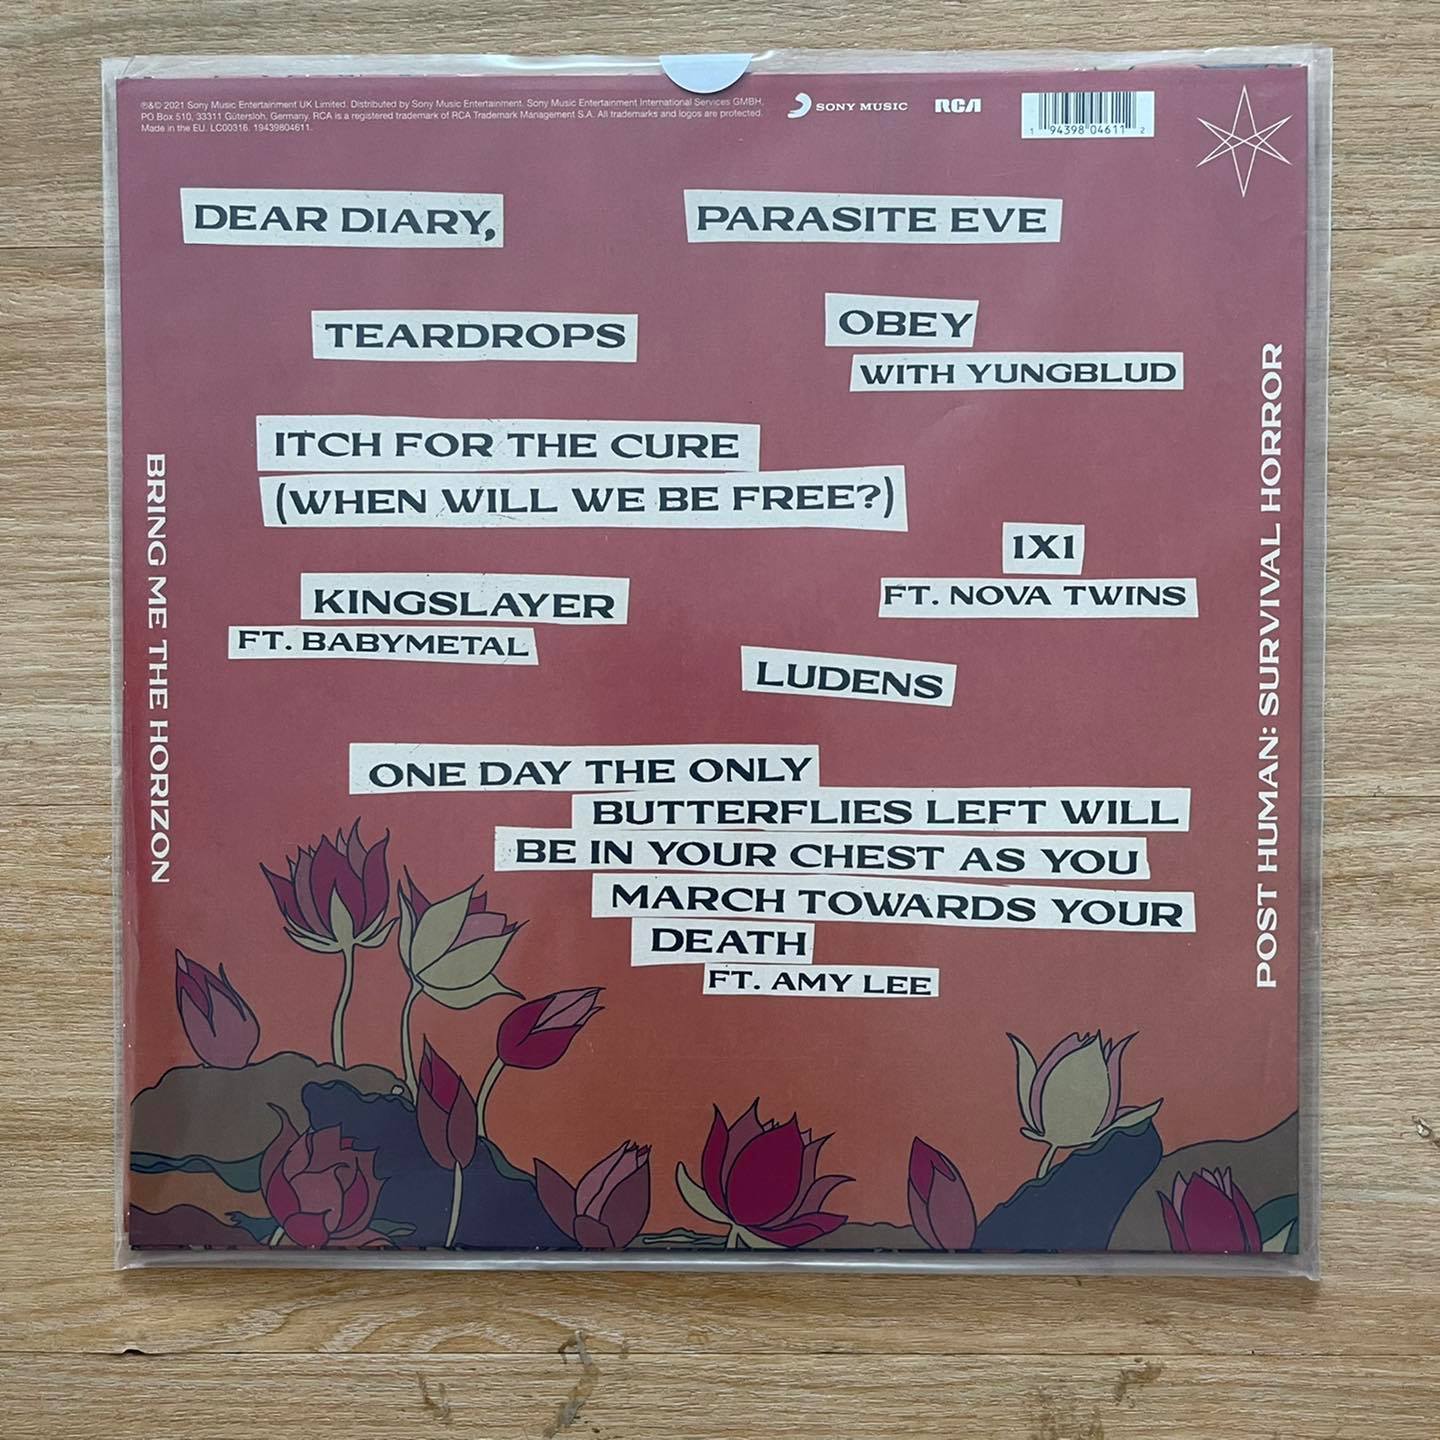 ℗&© 2021 Sony Music Entertainment UK Limited. Distributed by Sony Music Entertainment. Sony Music Entertainment International Services GMBH,
PO Box 510, 33311 Gütersloh, Germany. RCA is a registered trademark of RCA Trademark Management S.A. All trademarks and logos are protected.
Made in the EU. LC00316. 19439804611.
SONY MUSIC
RCA
1 94398 04611 2
DEAR DIARY,
PARASITE EVE
TEARDROPS
OBEY
WITH YUNGBLUD
ITCH FOR THE CURE
(WHEN WILL WE BE FREE?)
1X1
FT. NOVA TWINS
KINGSLAYER
FT. BABYMETAL
LUDENS
ONE DAY THE ONLY
BUTTERFLIES LEFT WILL
BE IN YOUR CHEST AS YOU
MARCH TOWARDS YOUR
DEATH
FT. AMY LEE
BRING ME THE HORIZON
POST HUMAN: SURVIVAL HORROR